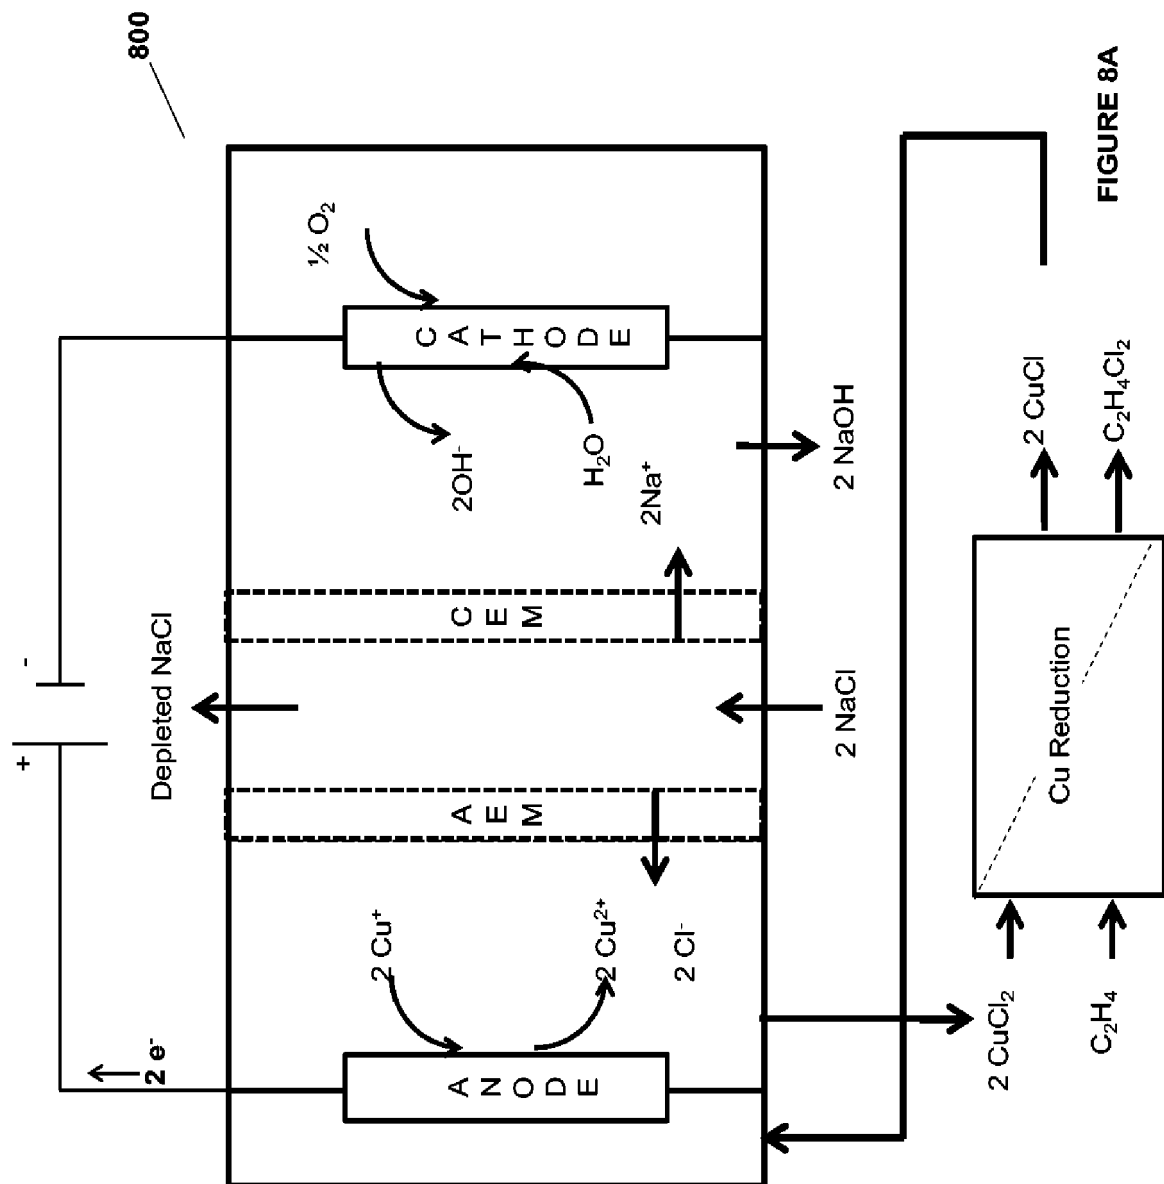 800
+
-
2 e⁻
Depleted NaCl
ANODE
AEM
CEM
CATHODE
2 Cu⁺
2 Cu²⁺
2 Cl⁻
½ O₂
2OH⁻
H₂O
2Na⁺
2 NaCl
2 NaOH
2 CuCl₂
C₂H₄
Cu Reduction
2 CuCl
C₂H₄Cl₂
FIGURE 8A